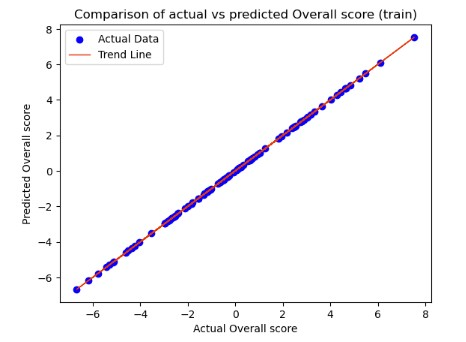 Comparison of actual vs predicted Overall score (train)
Actual Data
Trend Line
8
6
4
2
0
−2
−4
−6
Predicted Overall score
−6 −4 −2 0 2 4 6 8
Actual Overall score